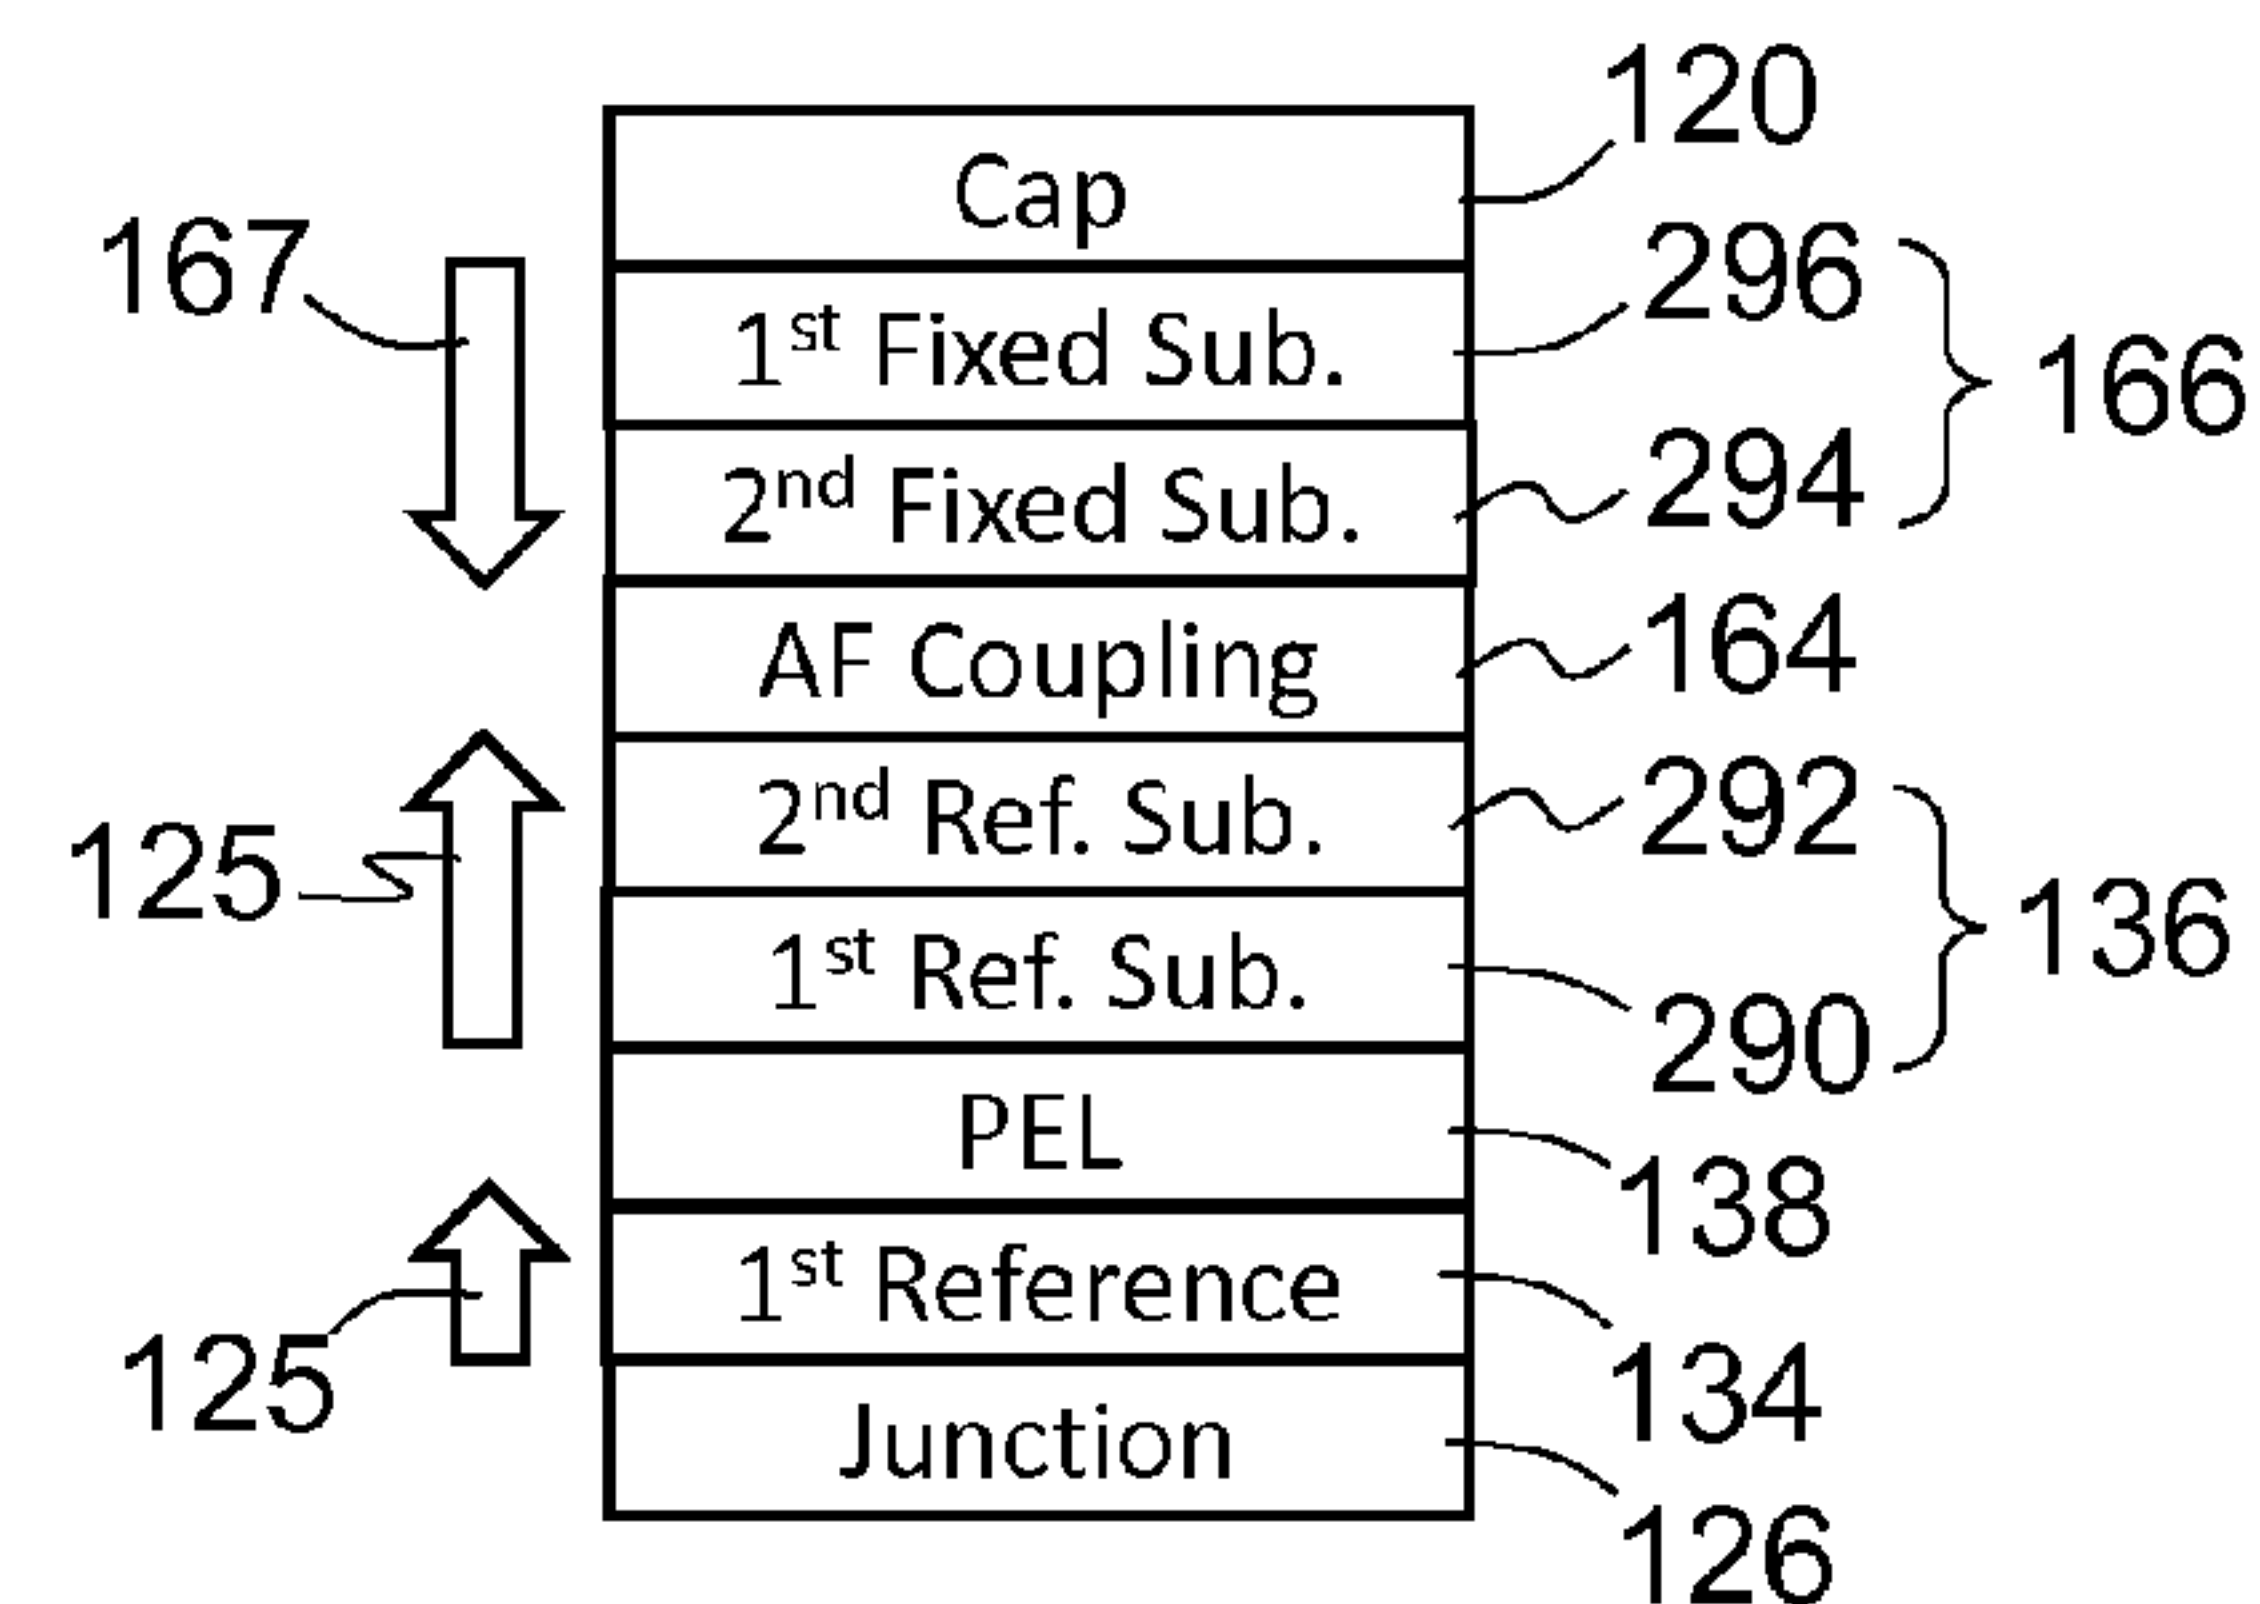 120
Cap
167
296
1st Fixed Sub.
166
294
2nd Fixed Sub.
164
AF Coupling
292
2nd Ref. Sub.
125
136
1st Ref. Sub.
290
PEL
138
1st Reference
125
134
Junction
126